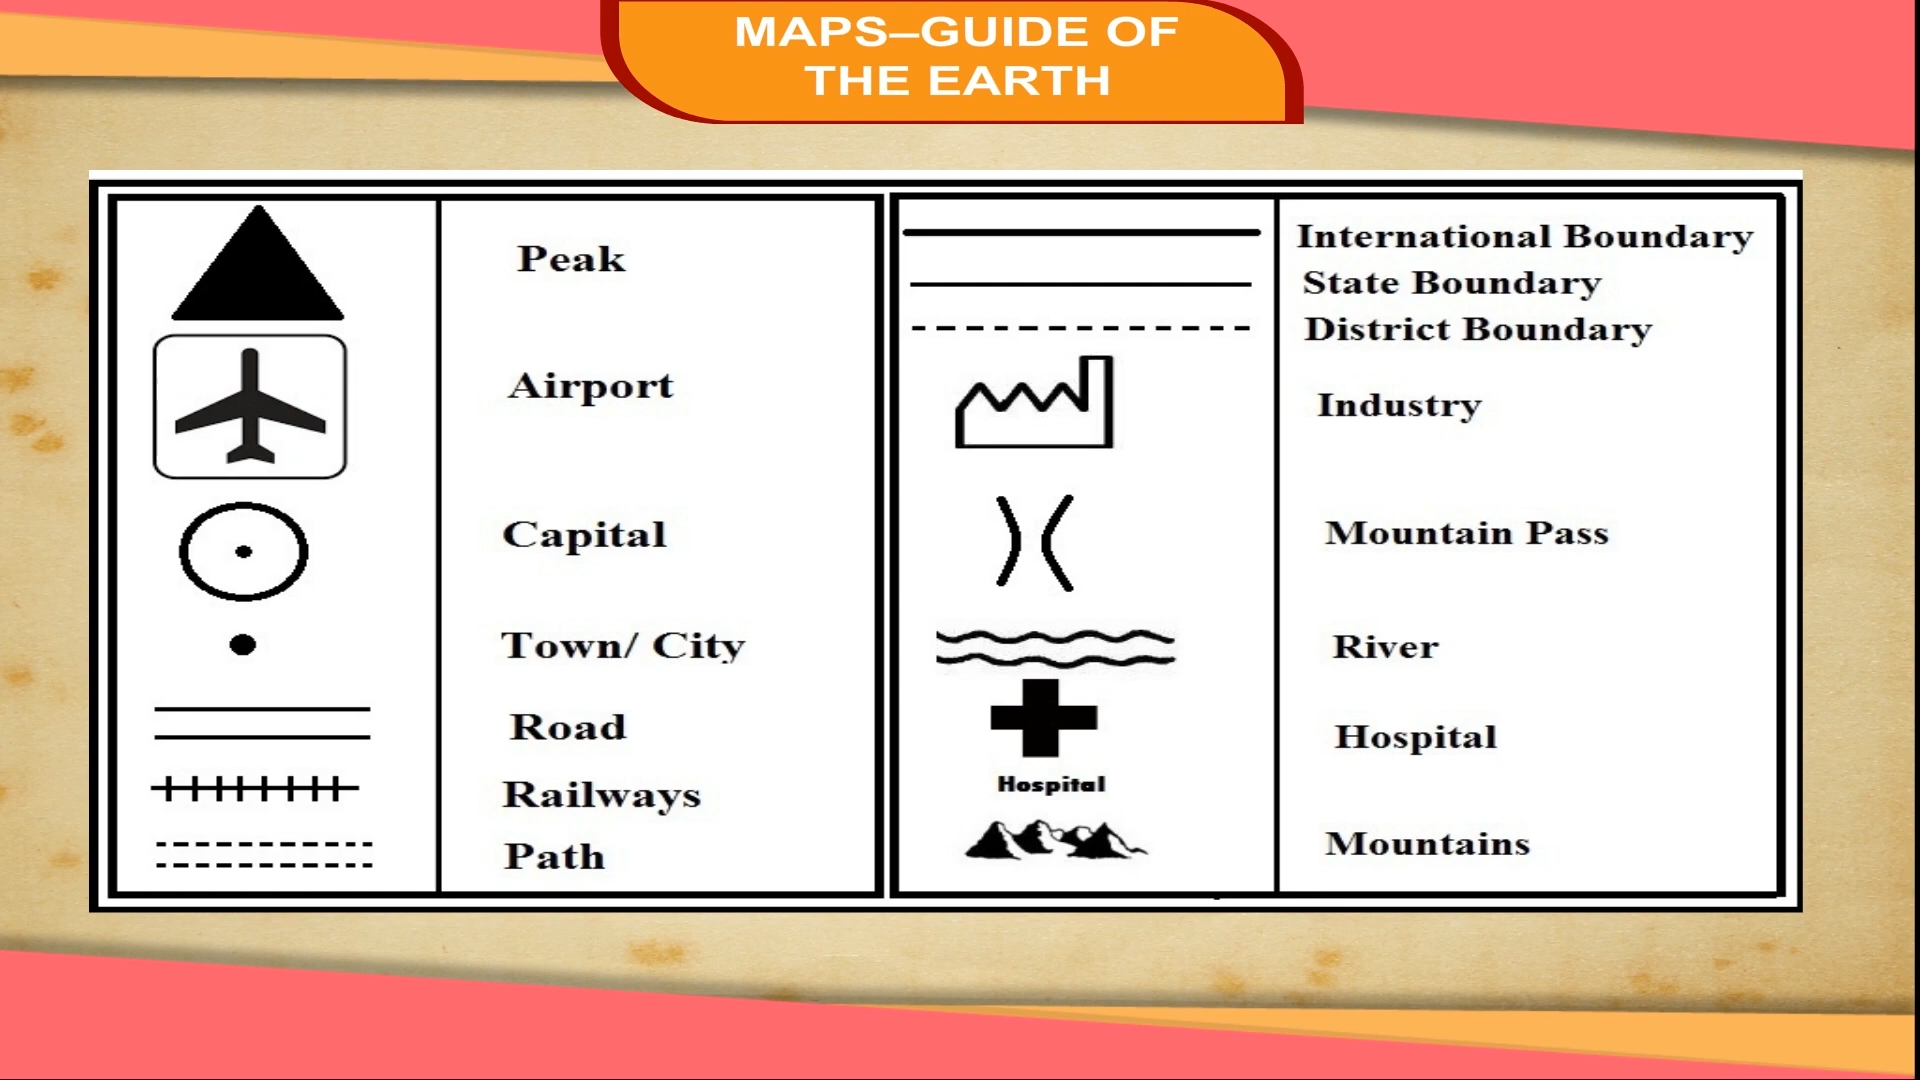 MAPS–GUIDE OF
THE EARTH
Peak
Airport
Capital
Town/ City
Road
Railways
Path
International Boundary
State Boundary
District Boundary
Industry
Mountain Pass
River
Hospital
Hospital
Mountains